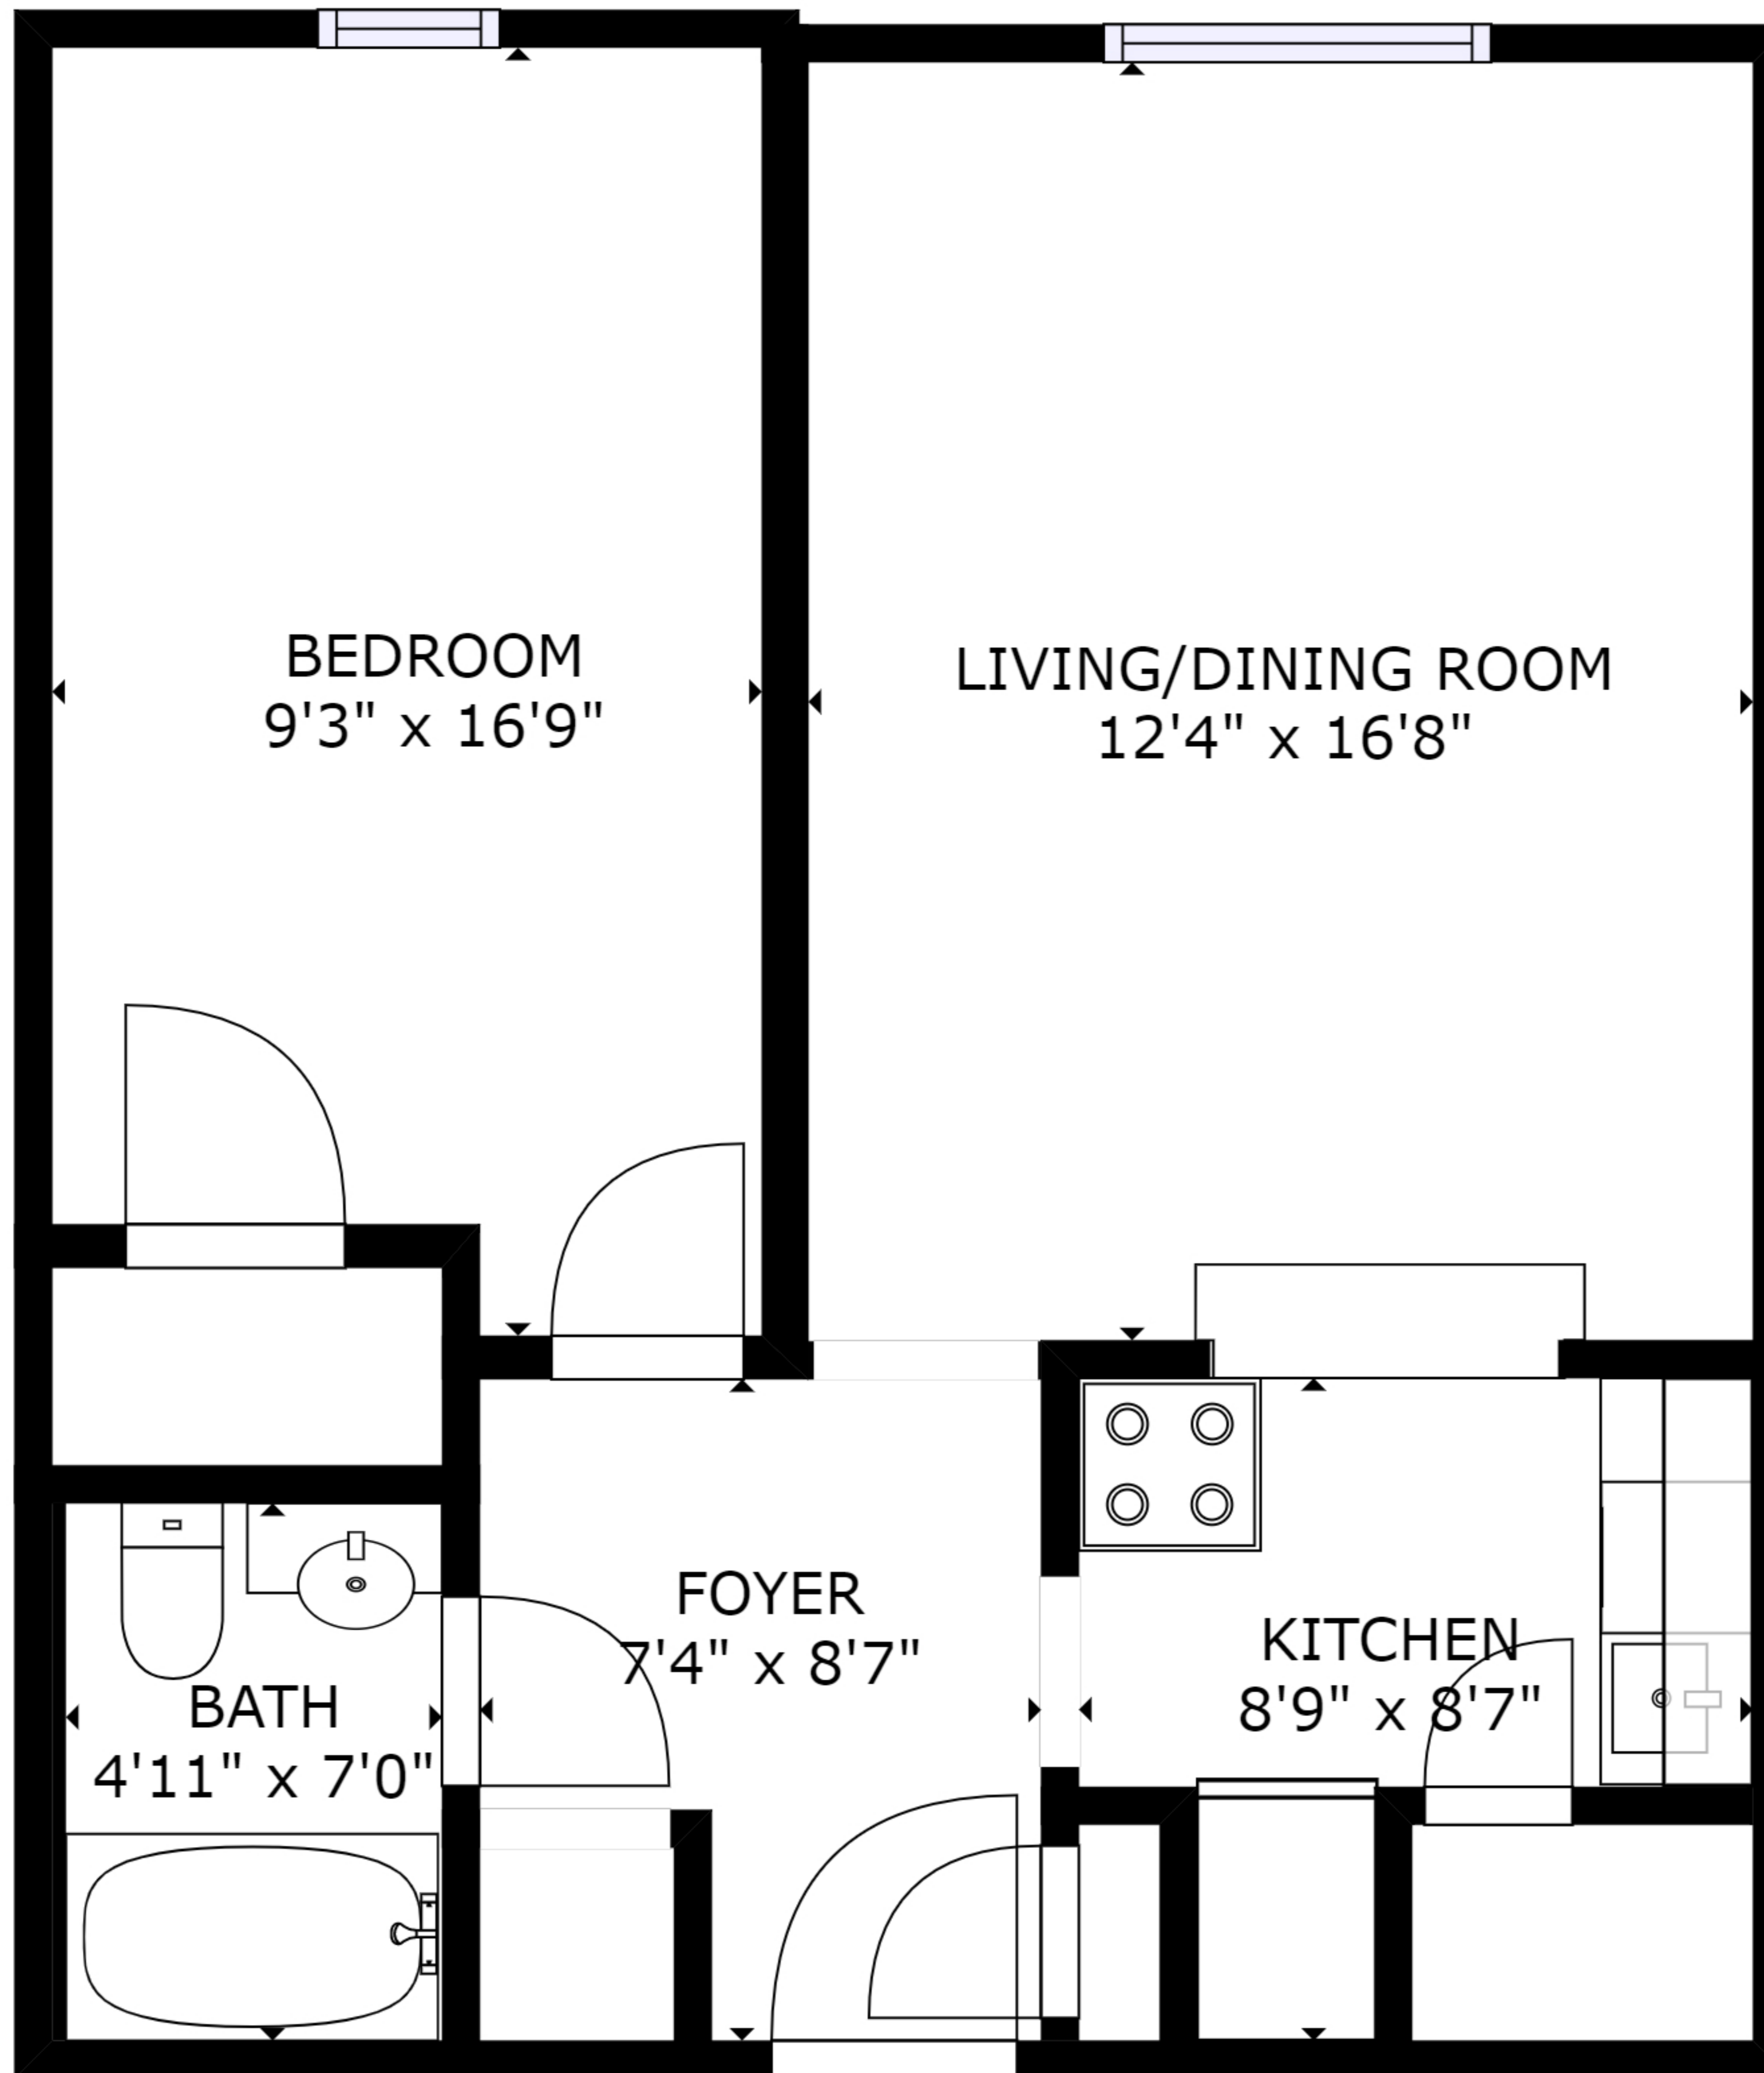 BEDROOM
9'3" x 16'9"
LIVING/DINING ROOM
12'4" x 16'8"
FOYER
7'4" x 8'7"
KITCHEN
8'9" x 8'7"
BATH
4'11" x 7'0"